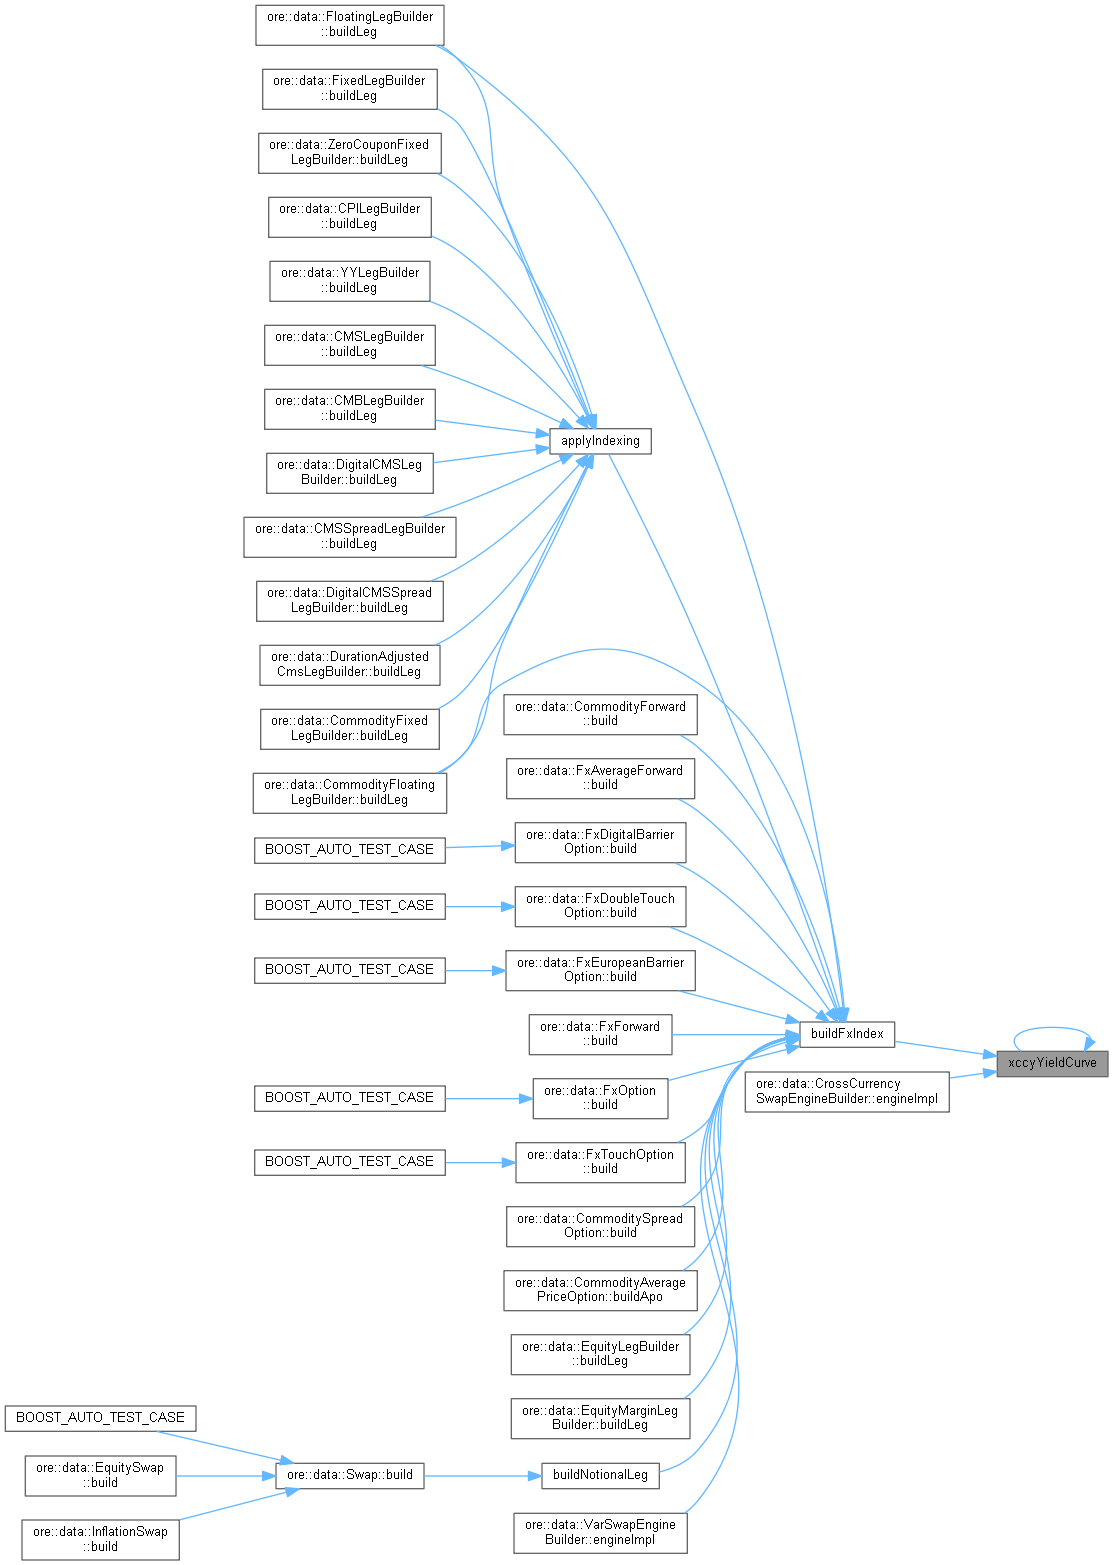 ore::data::FloatingLegBuilder
::buildLeg
ore::data::FixedLegBuilder
::buildLeg
ore::data::ZeroCouponFixed
LegBuilder::buildLeg
ore::data::CPILegBuilder
::buildLeg
ore::data::YYLegBuilder
::buildLeg
ore::data::CMSLegBuilder
::buildLeg
ore::data::CMBLegBuilder
::buildLeg
applyIndexing
ore::data::DigitalCMSLeg
Builder::buildLeg
ore::data::CMSSpreadLegBuilder
::buildLeg
ore::data::DigitalCMSSpread
LegBuilder::buildLeg
ore::data::DurationAdjusted
CmsLegBuilder::buildLeg
ore::data::CommodityFixed
LegBuilder::buildLeg
ore::data::CommodityFloating
LegBuilder::buildLeg
ore::data::CommodityForward
::build
ore::data::FxAverageForward
::build
ore::data::FxDigitalBarrier
Option::build
BOOST_AUTO_TEST_CASE
ore::data::FxDoubleTouch
Option::build
BOOST_AUTO_TEST_CASE
ore::data::FxEuropeanBarrier
Option::build
BOOST_AUTO_TEST_CASE
ore::data::FxForward
::build
buildFxIndex
xccyYieldCurve
ore::data::CrossCurrency
SwapEngineBuilder::engineImpl
ore::data::FxOption
::build
BOOST_AUTO_TEST_CASE
ore::data::FxTouchOption
::build
BOOST_AUTO_TEST_CASE
ore::data::CommoditySpread
Option::build
ore::data::CommodityAverage
PriceOption::buildApo
ore::data::EquityLegBuilder
::buildLeg
ore::data::EquityMarginLeg
Builder::buildLeg
BOOST_AUTO_TEST_CASE
ore::data::EquitySwap
::build
ore::data::Swap::build
buildNotionalLeg
ore::data::InflationSwap
::build
ore::data::VarSwapEngine
Builder::engineImpl